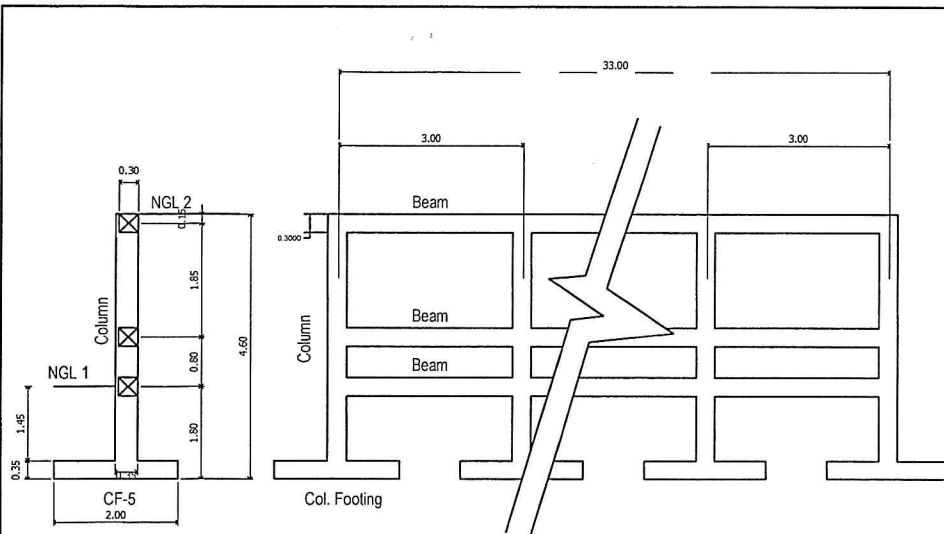 33.00
3.00
3.00
0.30
NGL 2
0.15
Beam
0.3000
1.85
Column
Column
4.60
Beam
0.80
Beam
NGL 1
1.45
1.80
0.35
CF-5
Col. Footing
2.00